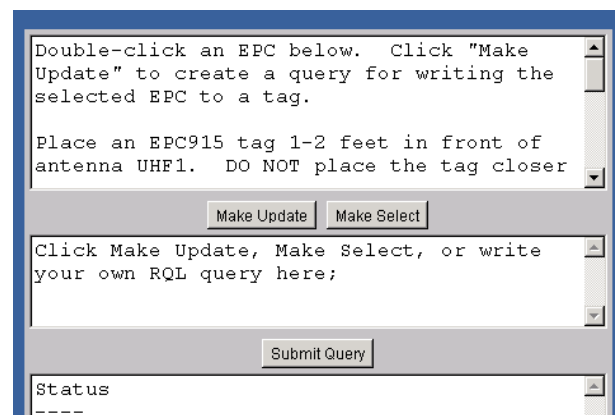 Double-click an EPC below.  Click "Make
Update" to create a query for writing the
selected EPC to a tag.

Place an EPC915 tag 1-2 feet in front of
antenna UHF1.  DO NOT place the tag closer
Make Update Make Select
Click Make Update, Make Select, or write
your own RQL query here;
Submit Query
Status
----